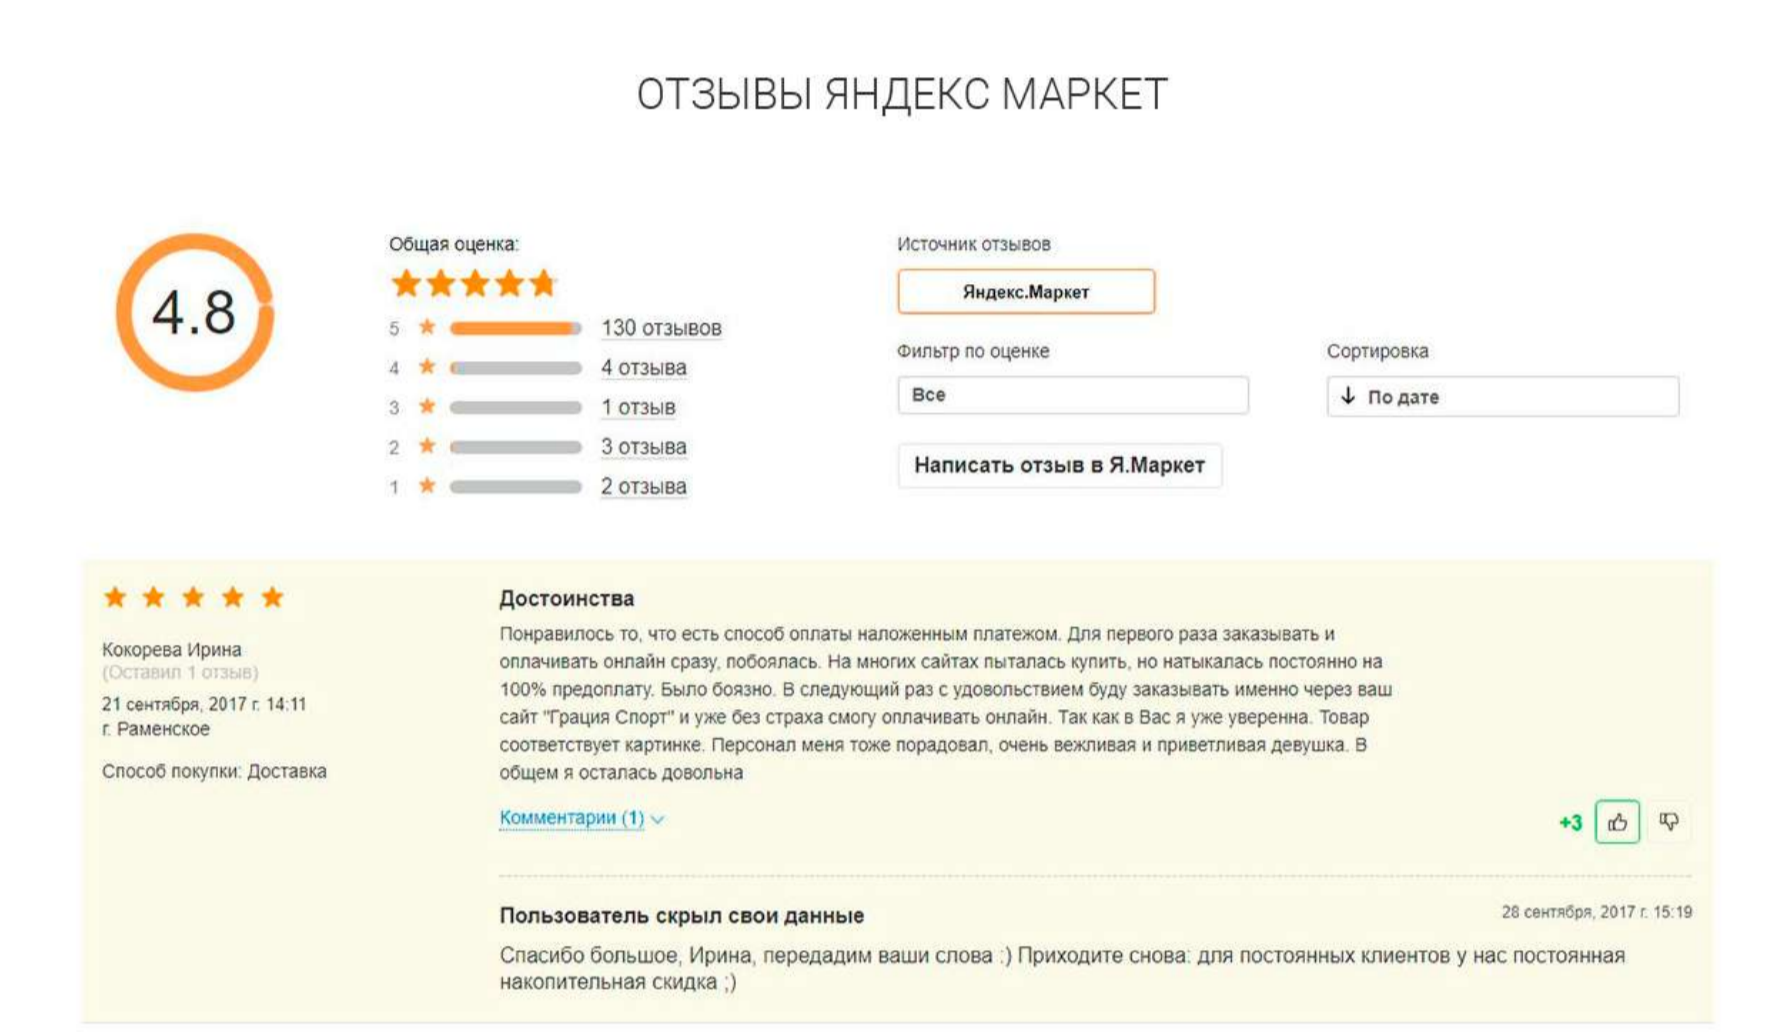 ОТЗЫВЫ ЯНДЕКС МАРКЕТ
4.8
Общая оценка:
5 130 отзывов
4 4 отзыва
3 1 отзыв
2 3 отзыва
1 2 отзыва
Источник отзывов
Яндекс.Маркет
Фильтр по оценке
Все
Сортировка
По дате
Написать отзыв в Я.Маркет
Кокорева Ирина
(Оставил 1 отзыв)
21 сентября, 2017 г. 14:11
г. Раменское
Способ покупки: Доставка
Достоинства
Понравилось то, что есть способ оплаты наложенным платежом. Для первого раза заказывать и
оплачивать онлайн сразу, побоялась. На многих сайтах пыталась купить, но натыкалась постоянно на
100% предоплату. Было боязно. В следующий раз с удовольствием буду заказывать именно через ваш
сайт "Грация Спорт" и уже без страха смогу оплачивать онлайн. Так как в Вас я уже уверенна. Товар
соответствует картинке. Персонал меня тоже порадовал, очень вежливая и приветливая девушка. В
общем я осталась довольна
Комментарии (1)
+3
Пользователь скрыл свои данные
28 сентября, 2017 г. 15:19
Спасибо большое, Ирина, передадим ваши слова :) Приходите снова: для постоянных клиентов у нас постоянная
накопительная скидка ;)